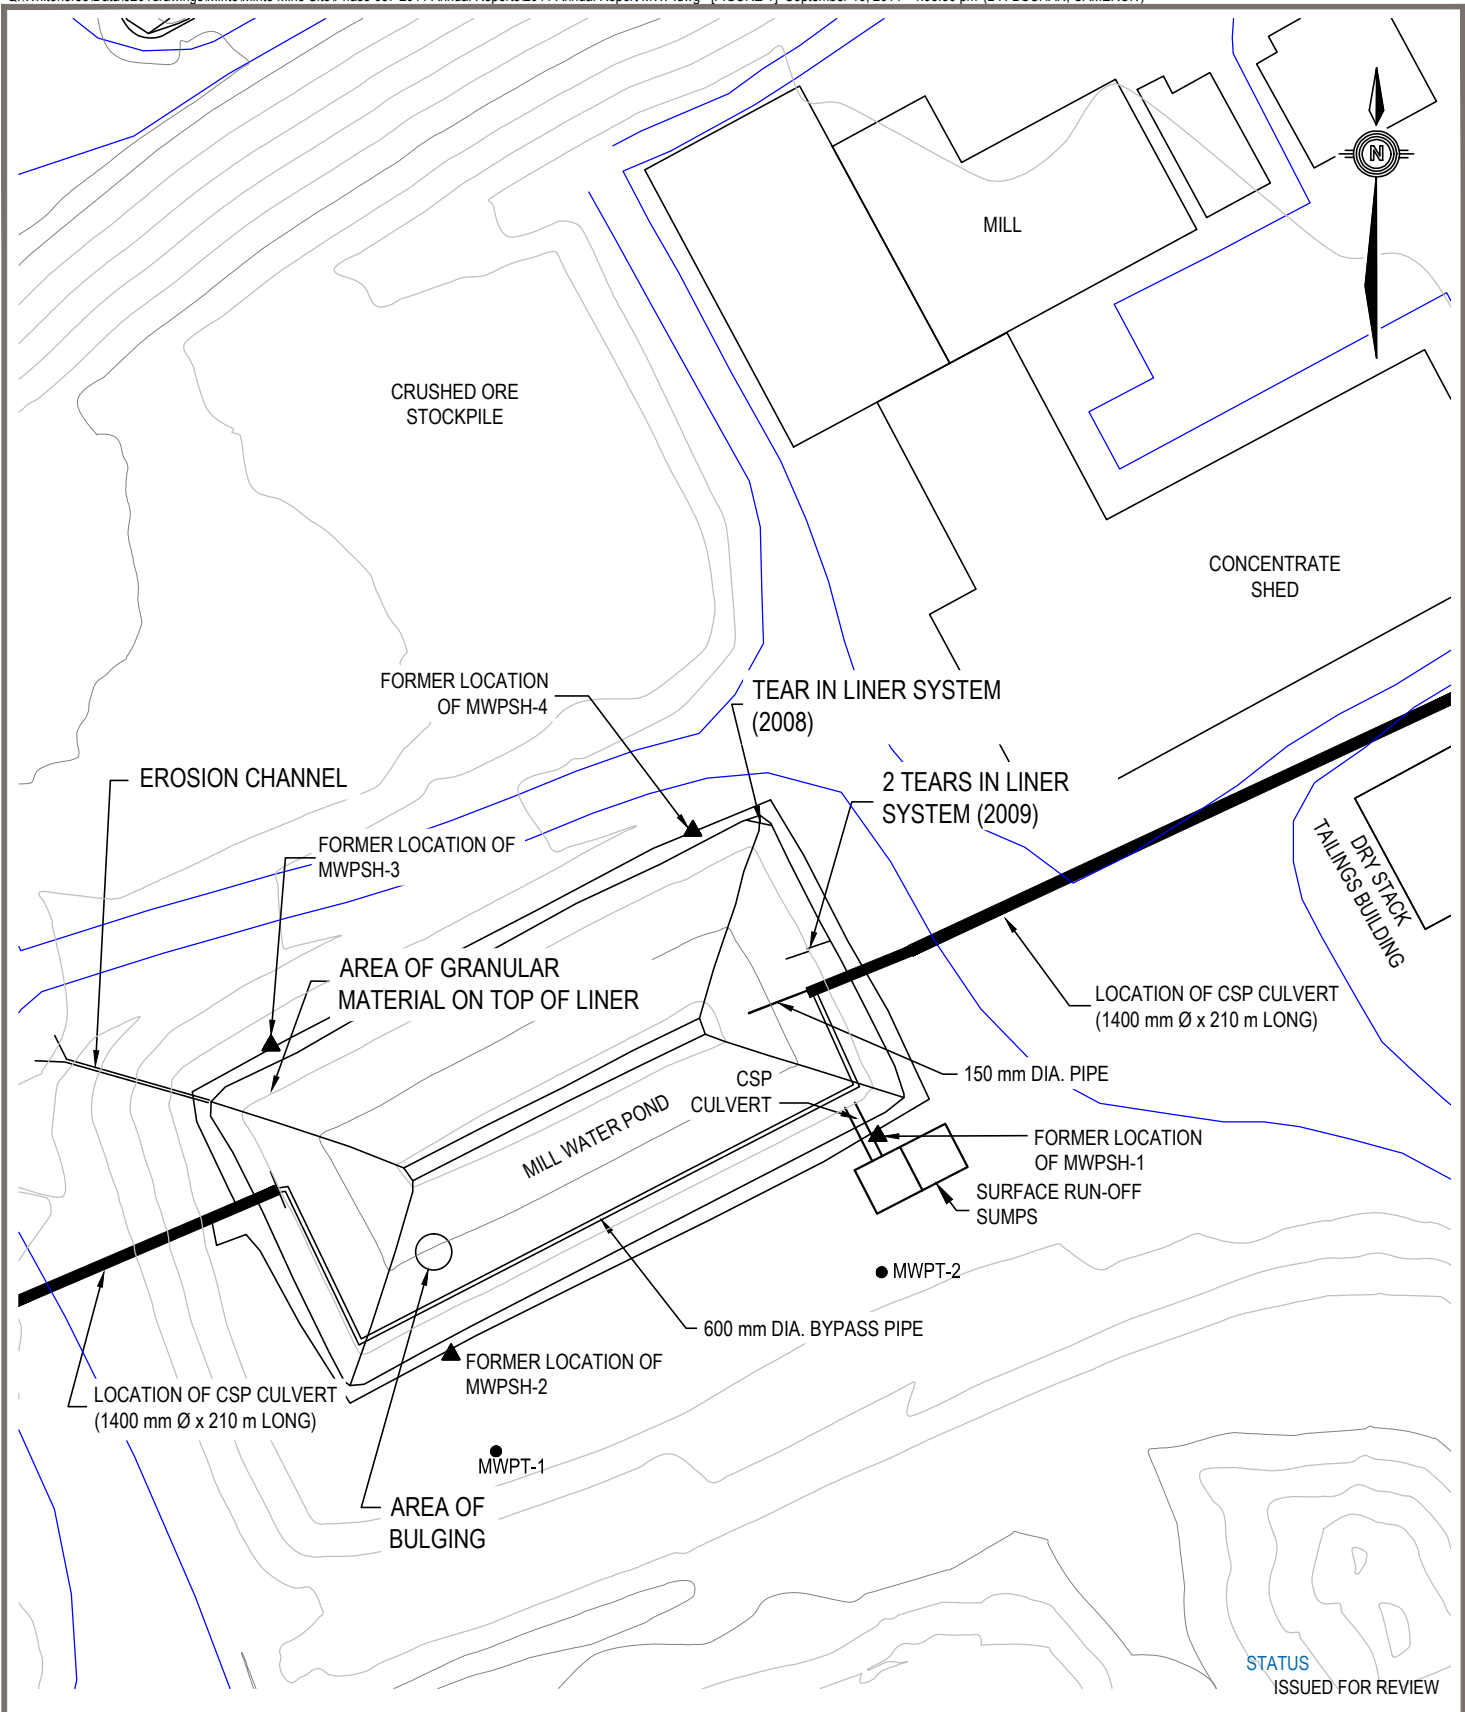 N
MILL
CRUSHED ORE
STOCKPILE
CONCENTRATE
SHED
FORMER LOCATION
OF MWPSH-4
TEAR IN LINER SYSTEM
(2008)
EROSION CHANNEL
2 TEARS IN LINER
SYSTEM (2009)
FORMER LOCATION OF
MWPSH-3
DRY STACK
TAILINGS BUILDING
AREA OF GRANULAR
MATERIAL ON TOP OF LINER
LOCATION OF CSP CULVERT
(1400 mm Ø x 210 m LONG)
150 mm DIA. PIPE
CSP
CULVERT
MILL WATER POND
FORMER LOCATION
OF MWPSH-1
SURFACE RUN-OFF
SUMPS
MWPT-2
600 mm DIA. BYPASS PIPE
FORMER LOCATION OF
MWPSH-2
LOCATION OF CSP CULVERT
(1400 mm Ø x 210 m LONG)
MWPT-1
AREA OF
BULGING
STATUS
ISSUED FOR REVIEW